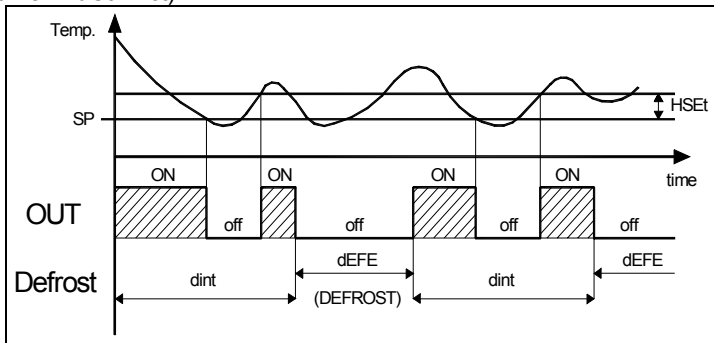 Temp.
HSEt
SP
ON ON ON ON
time
OUT
off off off off
dEFE dEFE
Defrost
dint (DEFROST) dint